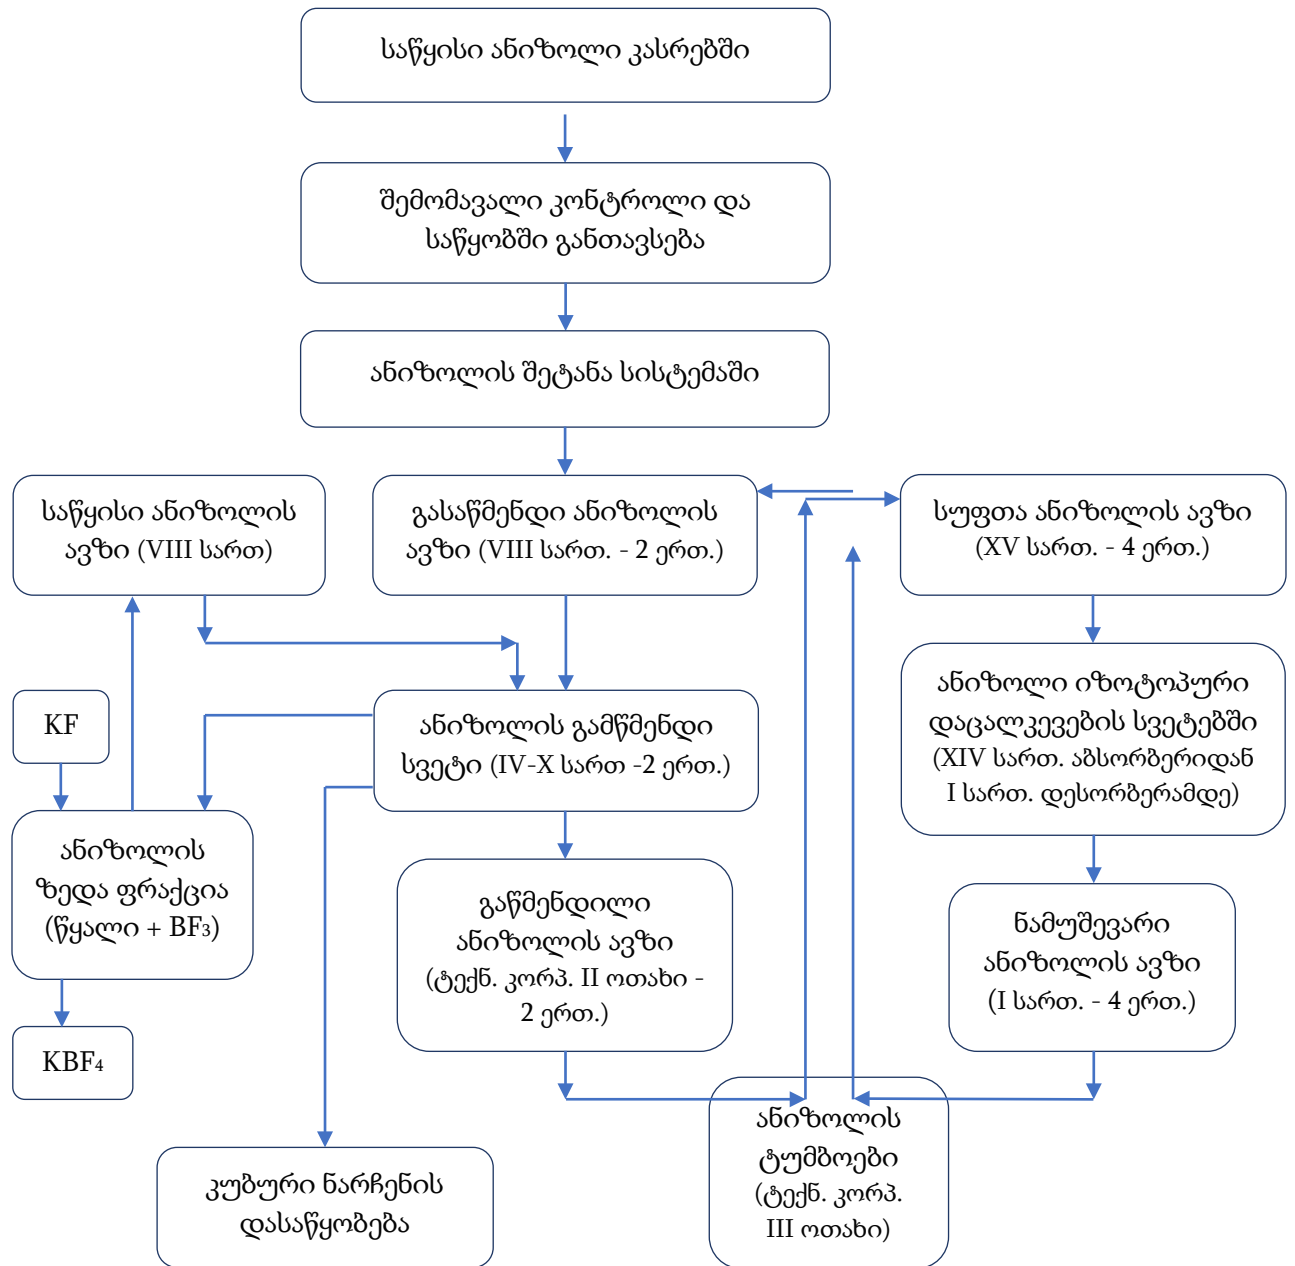 საწყისი ანიზოლი კასრებში
შემომავალი კონტროლი და
საწყობში განთავსება
ანიზოლის შეტანა სისტემაში
საწყისი ანიზოლის
ავზი (VIII სართ)
გასაწმენდი ანიზოლის
ავზი (VIII სართ. - 2 ერთ.)
სუფთა ანიზოლის ავზი
(XV სართ. - 4 ერთ.)
KF
ანიზოლის გამწმენდი
სვეტი (IV-X სართ -2 ერთ.)
ანიზოლი იზოტოპური
დაცალკევების სვეტებში
(XIV სართ. აბსორბერიდან
I სართ. დესორბერამდე)
ანიზოლის
ზედა ფრაქცია
(წყალი + BF₃)
გაწმენდილი
ანიზოლის ავზი
(ტექნ. კორპ. II ოთახი -
2 ერთ.)
ნამუშევარი
ანიზოლის ავზი
(I სართ. - 4 ერთ.)
KBF₄
ანიზოლის
ტუმბოები
(ტექნ. კორპ.
III ოთახი)
კუბური ნარჩენის
დასაწყობება